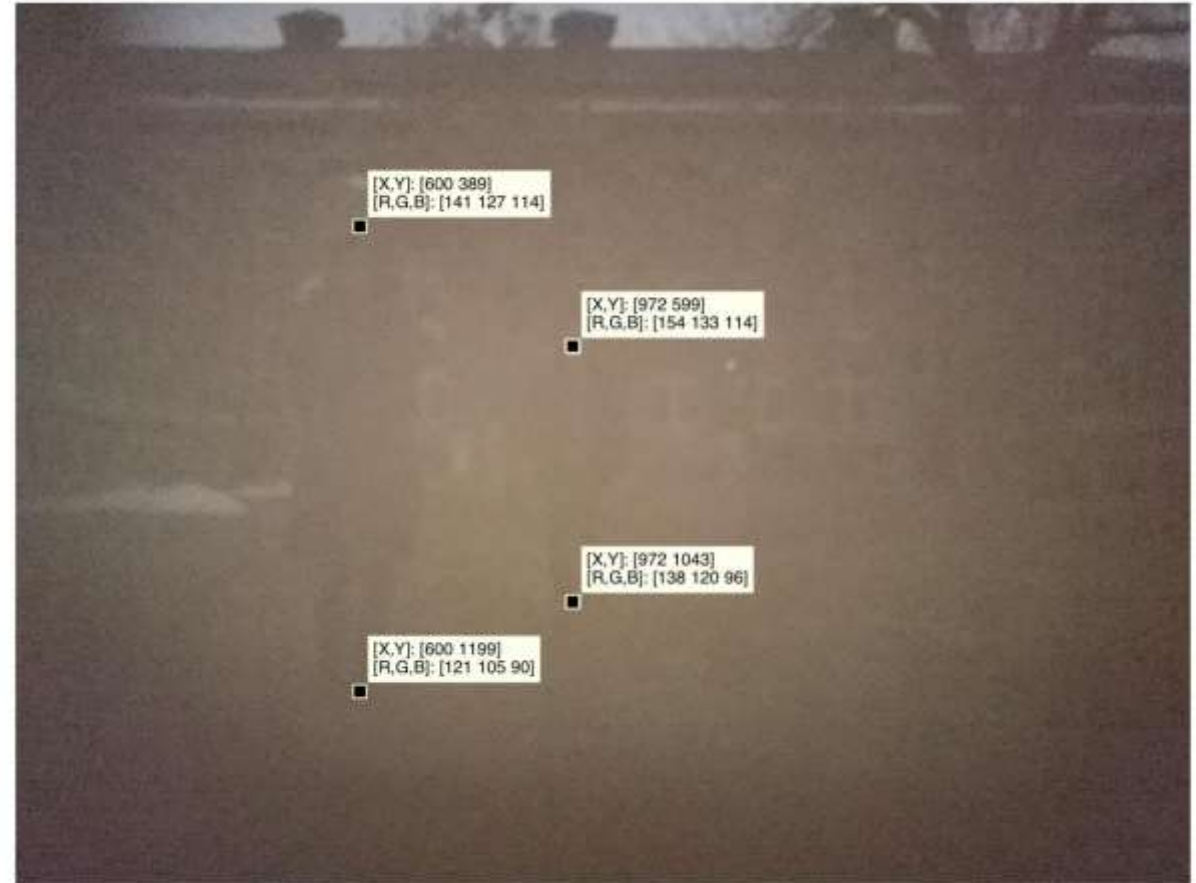 [X,Y]: [600 389]
[R,G,B]: [141 127 114]
[X,Y]: [972 599]
[R,G,B]: [154 133 114]
[X,Y]: [972 1043]
[R,G,B]: [138 120 96]
[X,Y]: [600 1199]
[R,G,B]: [121 105 90]